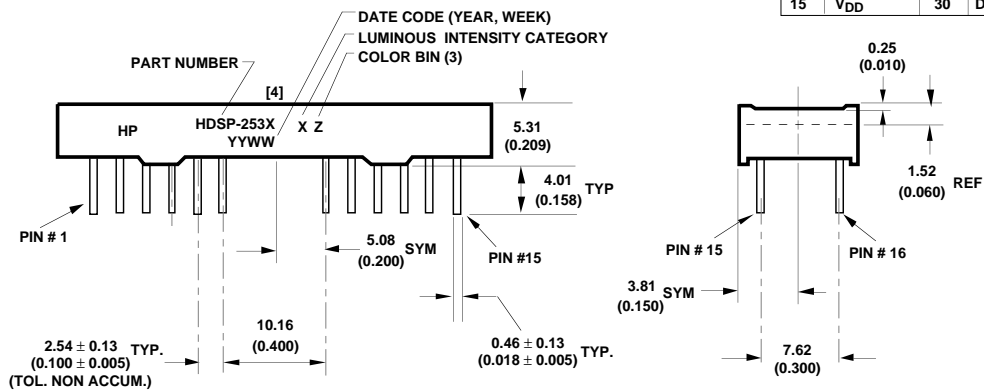 15 VDD 30 D
DATE CODE (YEAR, WEEK)
LUMINOUS INTENSITY CATEGORY
COLOR BIN (3)
PART NUMBER
[4]
HP
HDSP-253X X Z
YYWW
5.31
(0.209)
4.01
(0.158) TYP
PIN # 1
5.08
(0.200) SYM
PIN #15
2.54 ± 0.13
(0.100 ± 0.005) TYP.
(TOL. NON ACCUM.)
10.16
(0.400)
0.46 ± 0.13
(0.018 ± 0.005) TYP.
0.25
(0.010)
1.52
(0.060) REF
PIN # 15
PIN # 16
3.81
(0.150) SYM
7.62
(0.300)